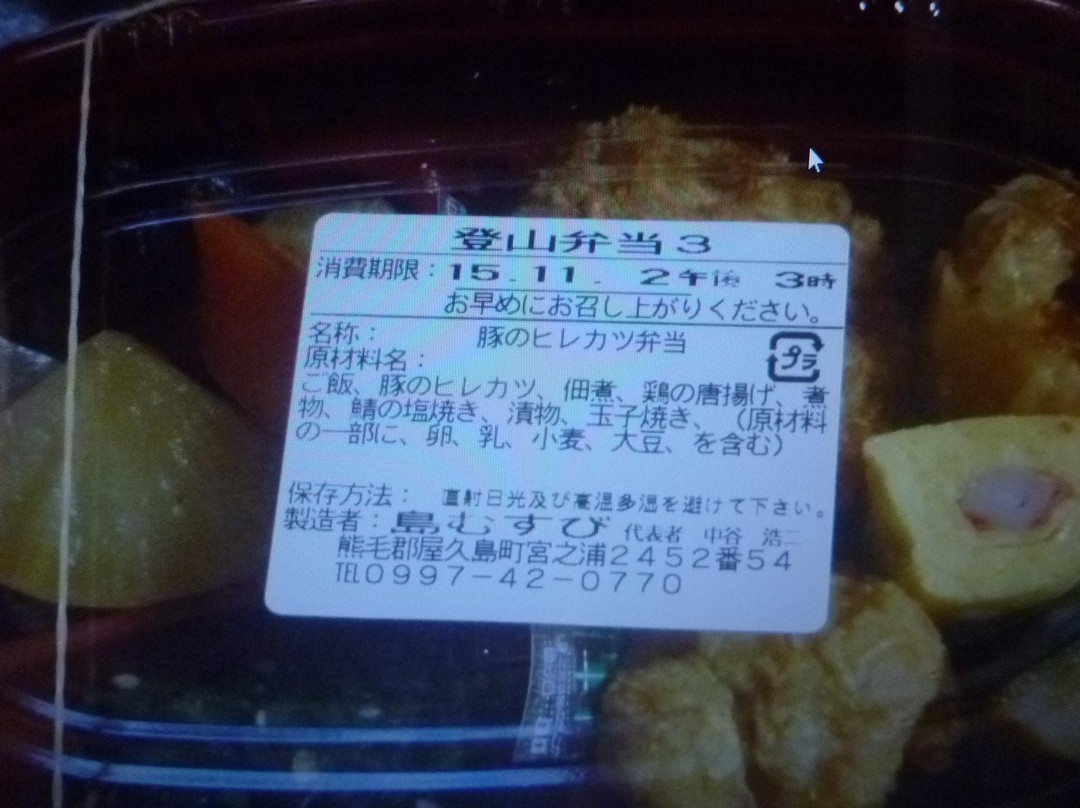 登山弁当3
消費期限：15.11. 2午後 3時
お早めにお召し上がりください。
名称： 豚のヒレカツ弁当
プラ
原材料名：
ご飯、豚のヒレカツ、佃煮、鶏の唐揚げ、煮
物、鯖の塩焼き、漬物、玉子焼き、（原材料
の一部に、卵、乳、小麦、大豆、を含む）
保存方法： 直射日光及び高温多湿を避けて下さい。
製造者：島むすび 代表者 中谷 浩二
熊毛郡屋久島町宮之浦2452番54
TEL0997-42-0770